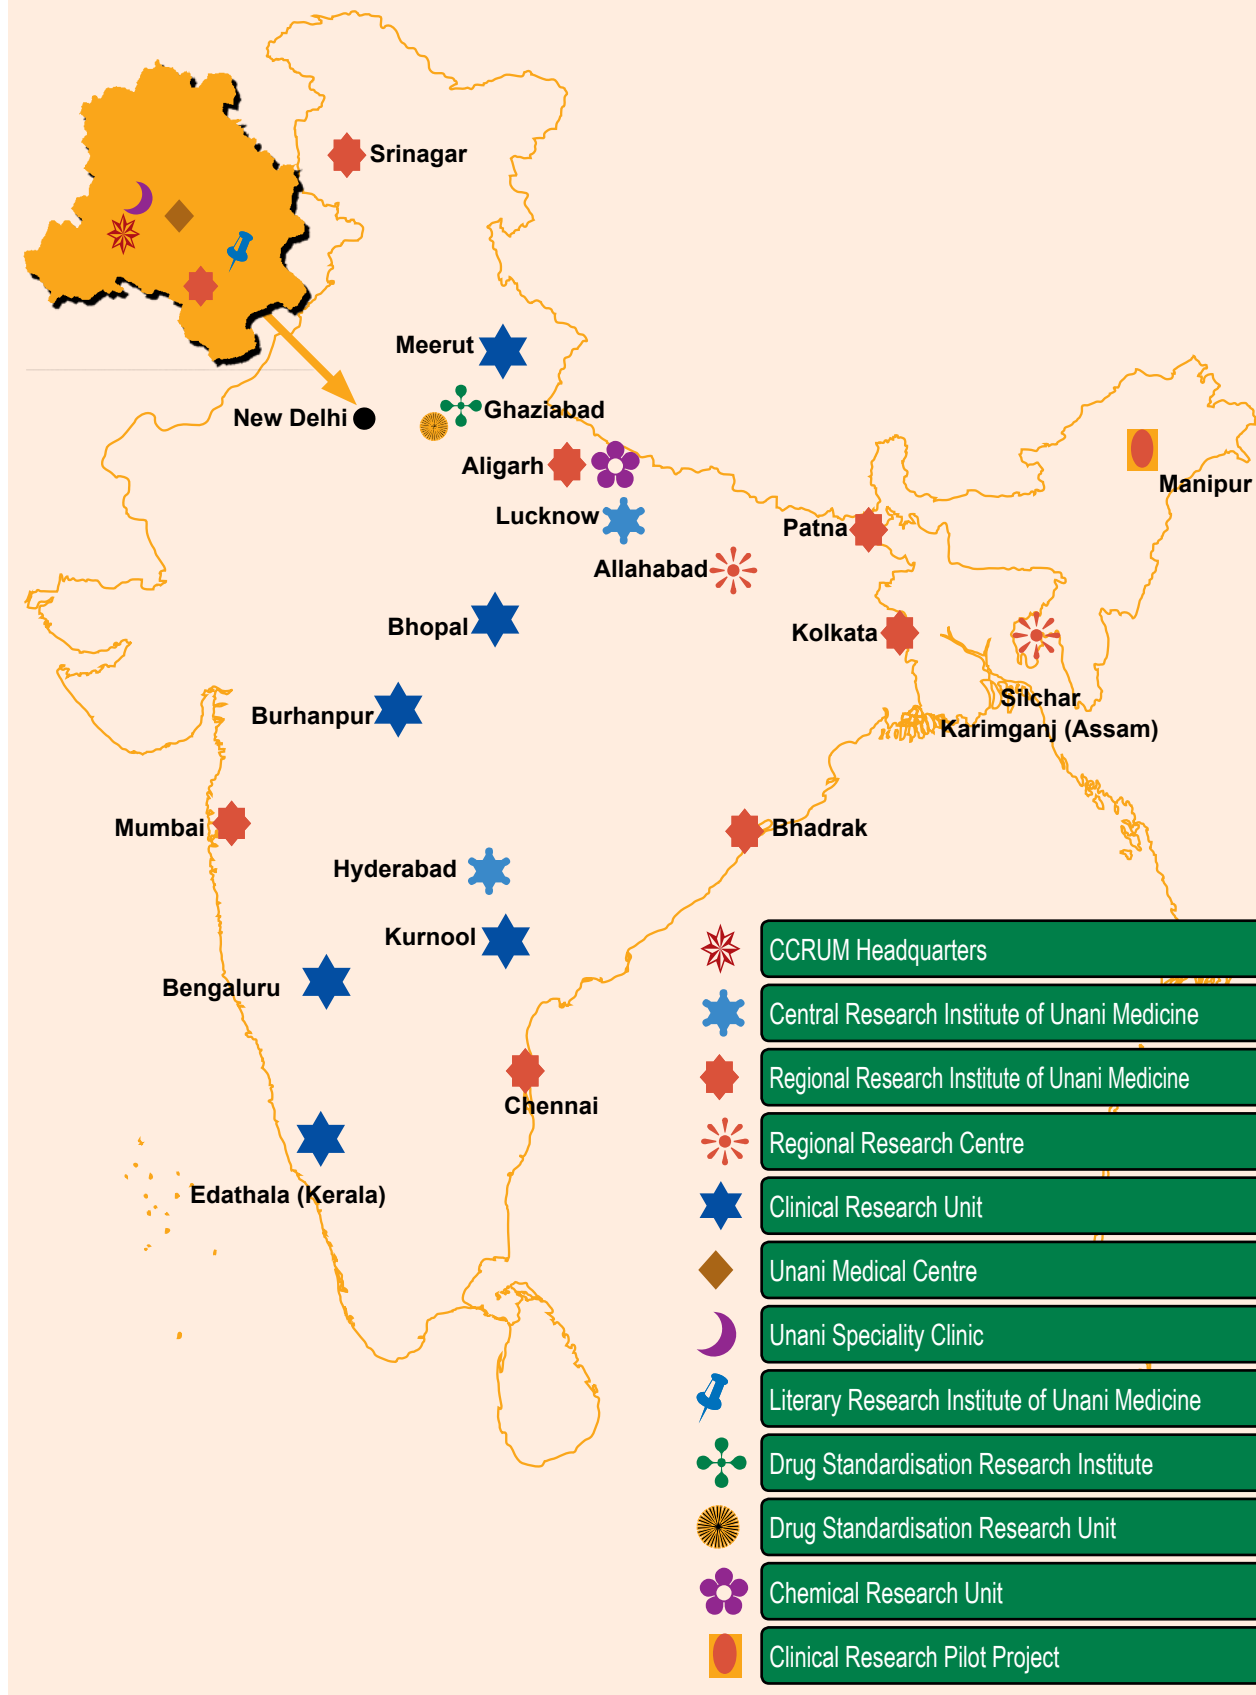 Srinagar
Meerut
New Delhi
Ghaziabad
Aligarh
Manipur
Lucknow
Patna
Allahabad
Bhopal
Kolkata
Silchar
Karimganj (Assam)
Burhanpur
Mumbai
Bhadrak
Hyderabad
Kurnool
Bengaluru
Chennai
Edathala (Kerala)
CCRUM Headquarters
Central Research Institute of Unani Medicine
Regional Research Institute of Unani Medicine
Regional Research Centre
Clinical Research Unit
Unani Medical Centre
Unani Speciality Clinic
Literary Research Institute of Unani Medicine
Drug Standardisation Research Institute
Drug Standardisation Research Unit
Chemical Research Unit
Clinical Research Pilot Project